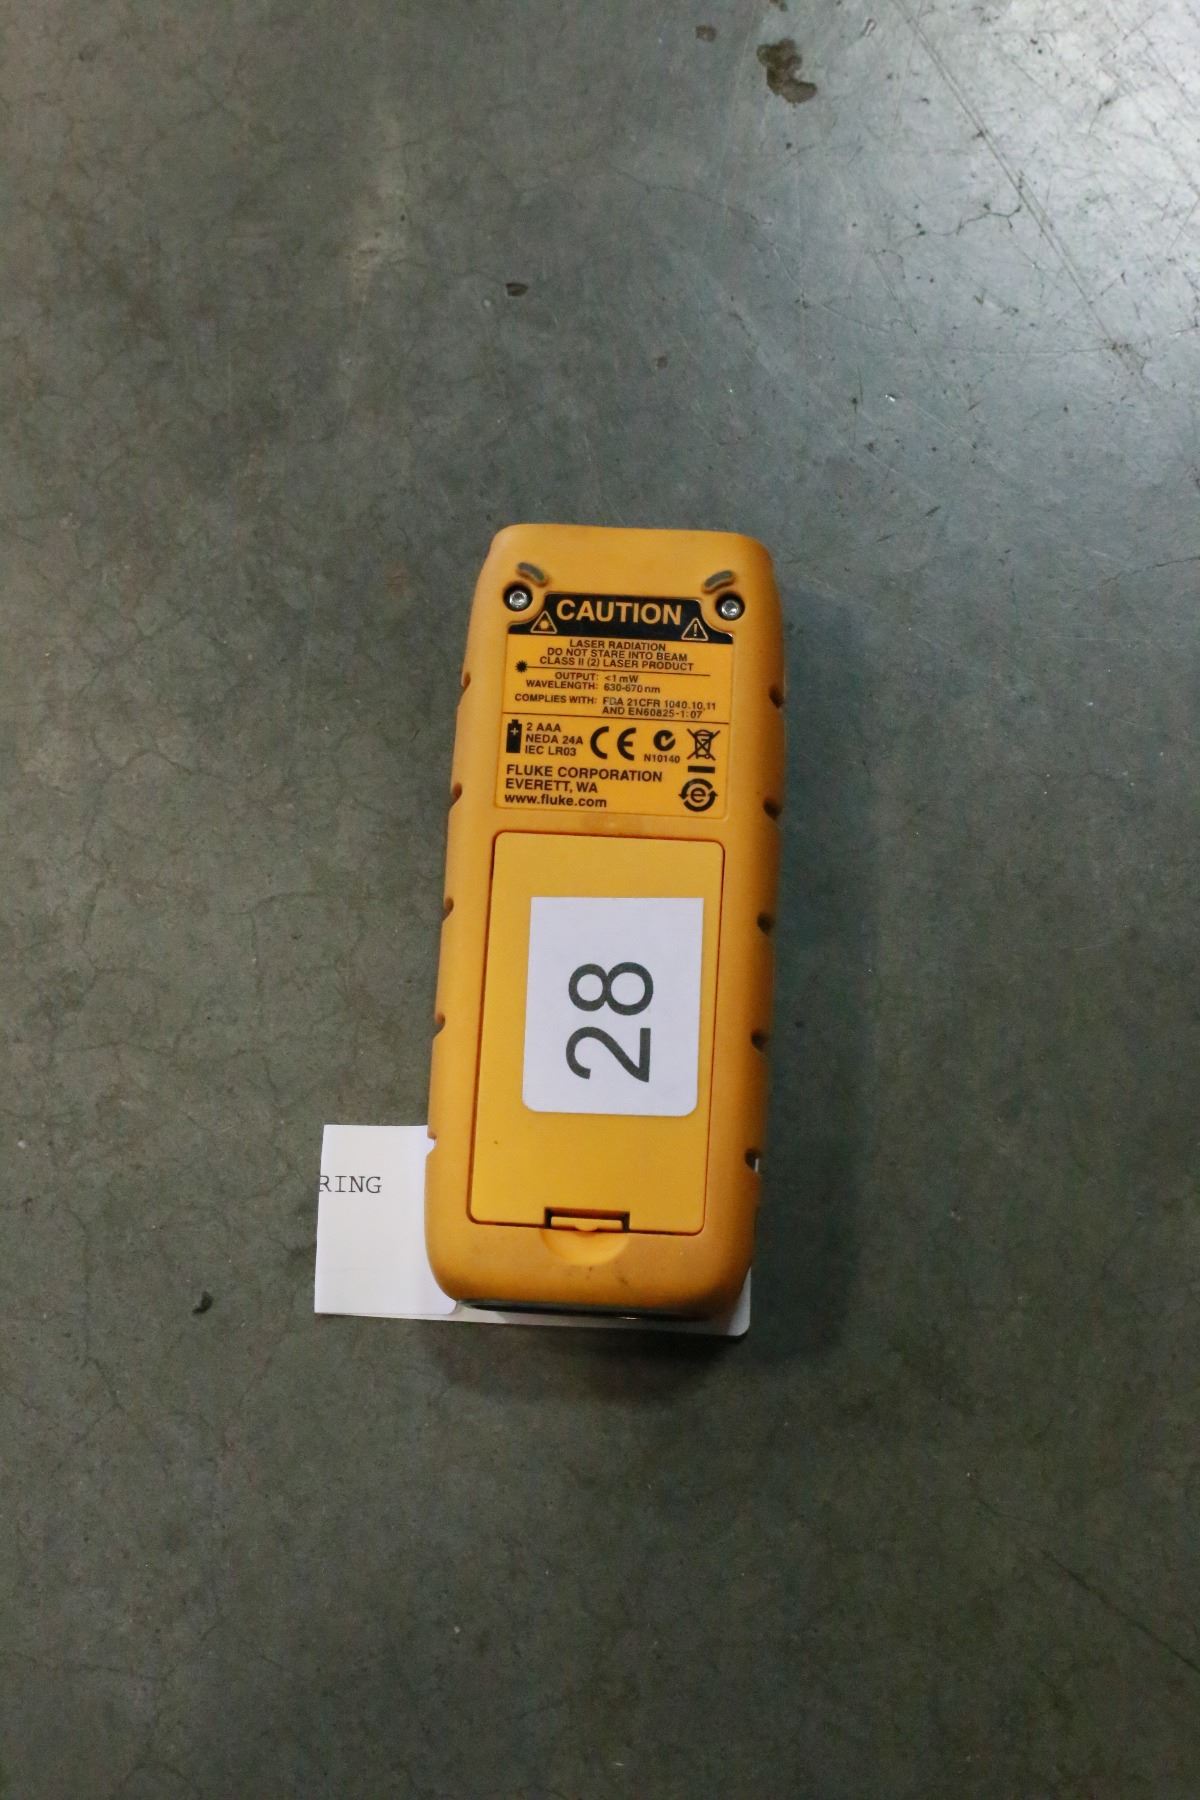 CAUTION
LASER RADIATION
DO NOT STARE INTO BEAM
CLASS II (2) LASER PRODUCT
OUTPUT: <1 mW
WAVELENGTH: 630-670 nm
COMPLIES WITH: FDA 21CFR 1040.10,11
AND EN60825-1:07
2 AAA
NEDA 24A
IEC LR03
CE
N10140
FLUKE CORPORATION
EVERETT, WA
www.fluke.com
e
28
RING